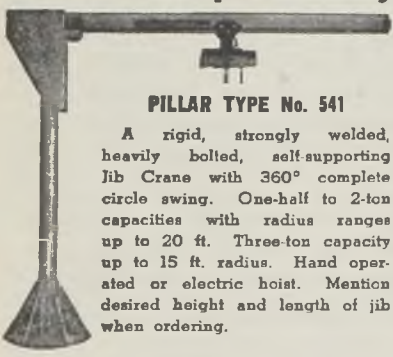 PILLAR TYPE No. 541
A rigid, strongly welded,
heavily bolted, self-supporting
Jib Crane with 360° complete
circle swing. One-half to 2-ton
capacities with radius ranges
up to 20 ft. Three-ton capacity
up to 15 ft. radius. Hand oper-
ated or electric hoist. Mention
desired height and length of jib
when ordering.